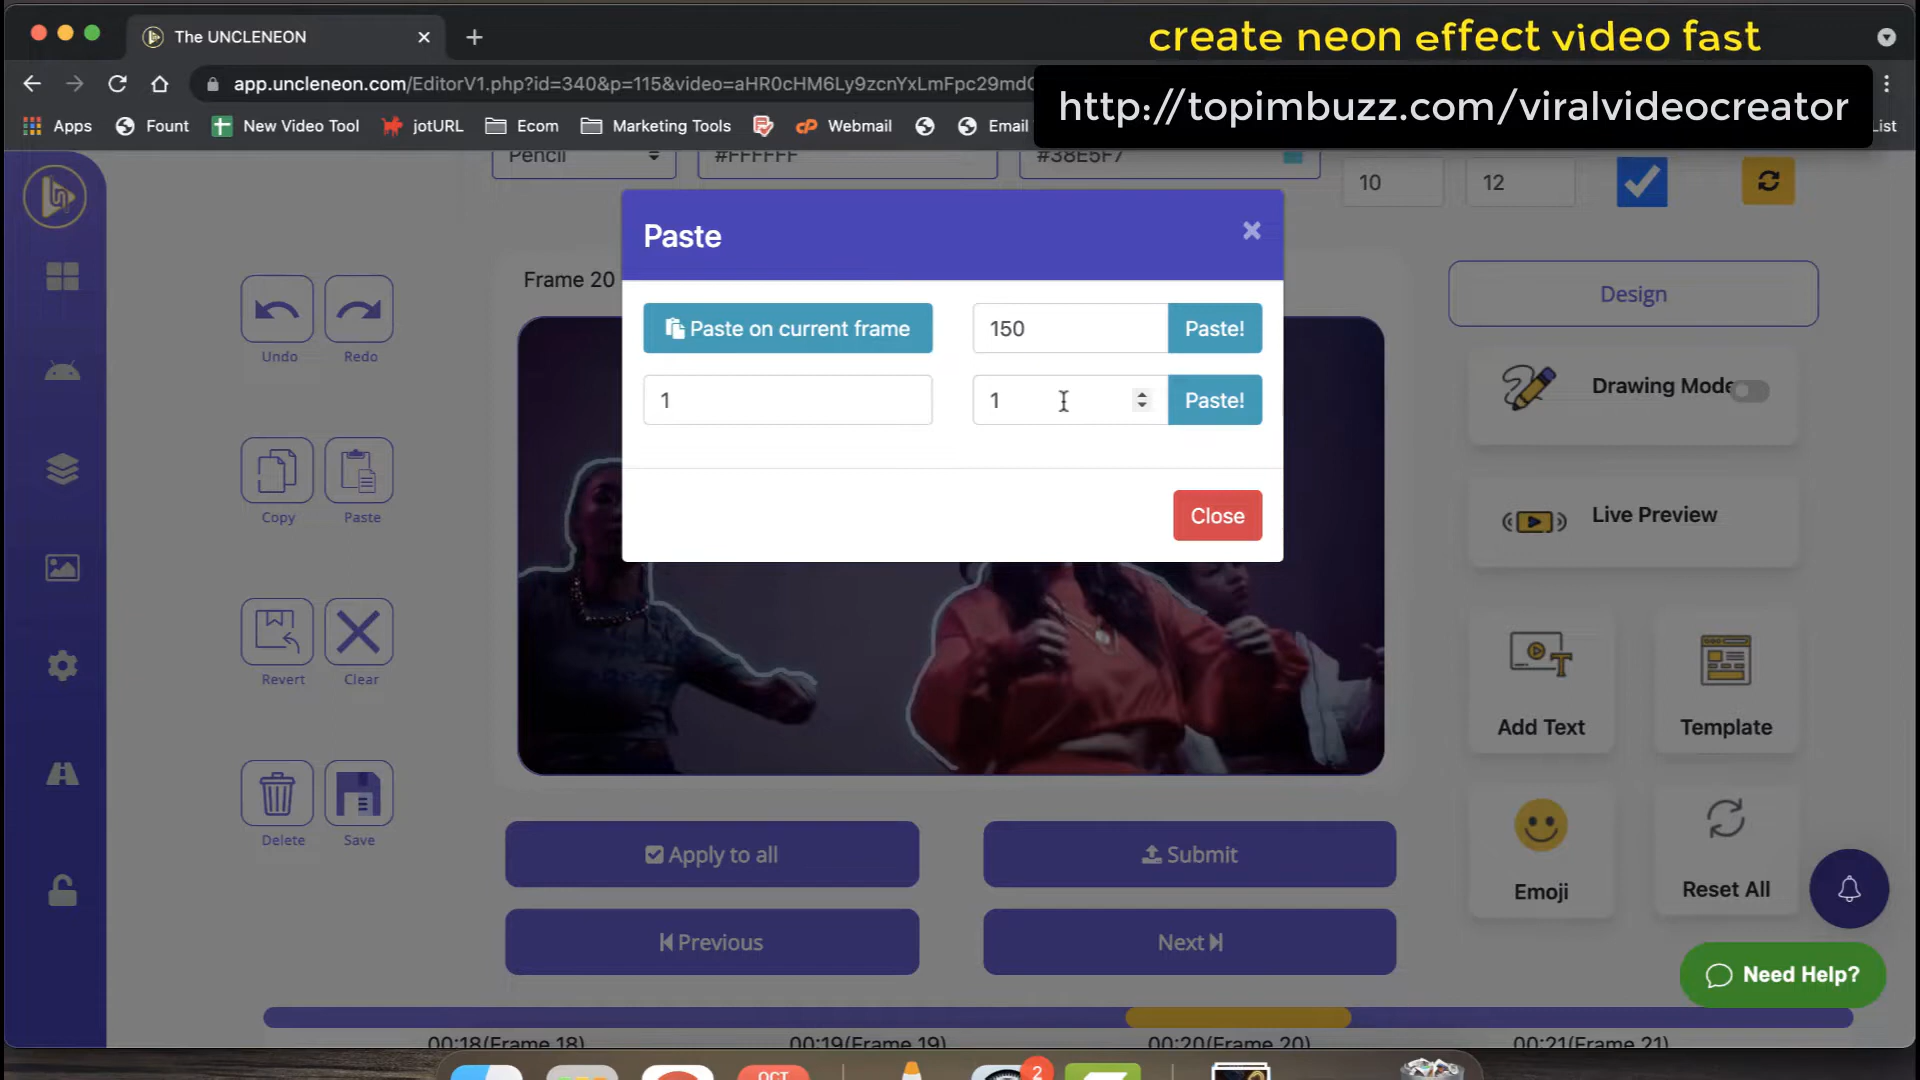 create neon effect video fast
The UNCLENEON
app.uncleneon.com/EditorV1.php?id=340&p=115&video=aHR0cHM6Ly9zcnYxLmFpc29md
http://topimbuzz.com/viralvideocreator
Apps
Fount
New Video Tool
jotURL
Ecom
Marketing Tools
cP
Webmail
Email
List
Pencil
#FFFFFF
#38E5F7
10
12
Paste
Frame 20
Design
Paste on current frame
150
Paste!
1
1
Paste!
Close
Undo
Redo
Copy
Paste
Revert
Clear
Delete
Save
Drawing Mode
Live Preview
Add Text
Template
Emoji
Reset All
Apply to all
Submit
Previous
Next
Need Help?
00:18(Frame 18)
00:19(Frame 19)
00:20(Frame 20)
00:21(Frame 21)
OCT
2